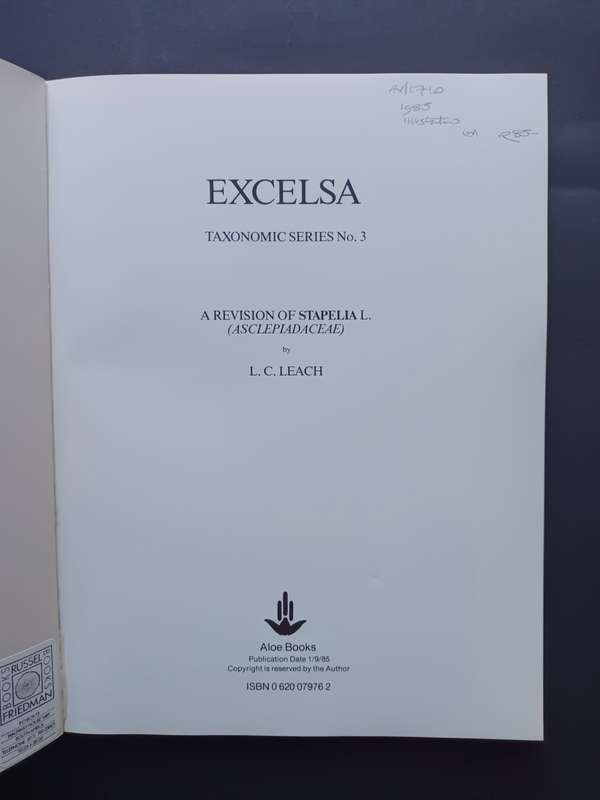 1985
EXCELSA
TAXONOMIC SERIES No. 3
A REVISION OF STAPELIA L.
(ASCLEPIADACEAE)
by
L. C. LEACH
Aloe Books
Publication Date 1/9/85
Copyright is reserved by the Author
ISBN 0 620 07976 2
BOOKS
RUSSEL
FRIEDMAN
BOOKS